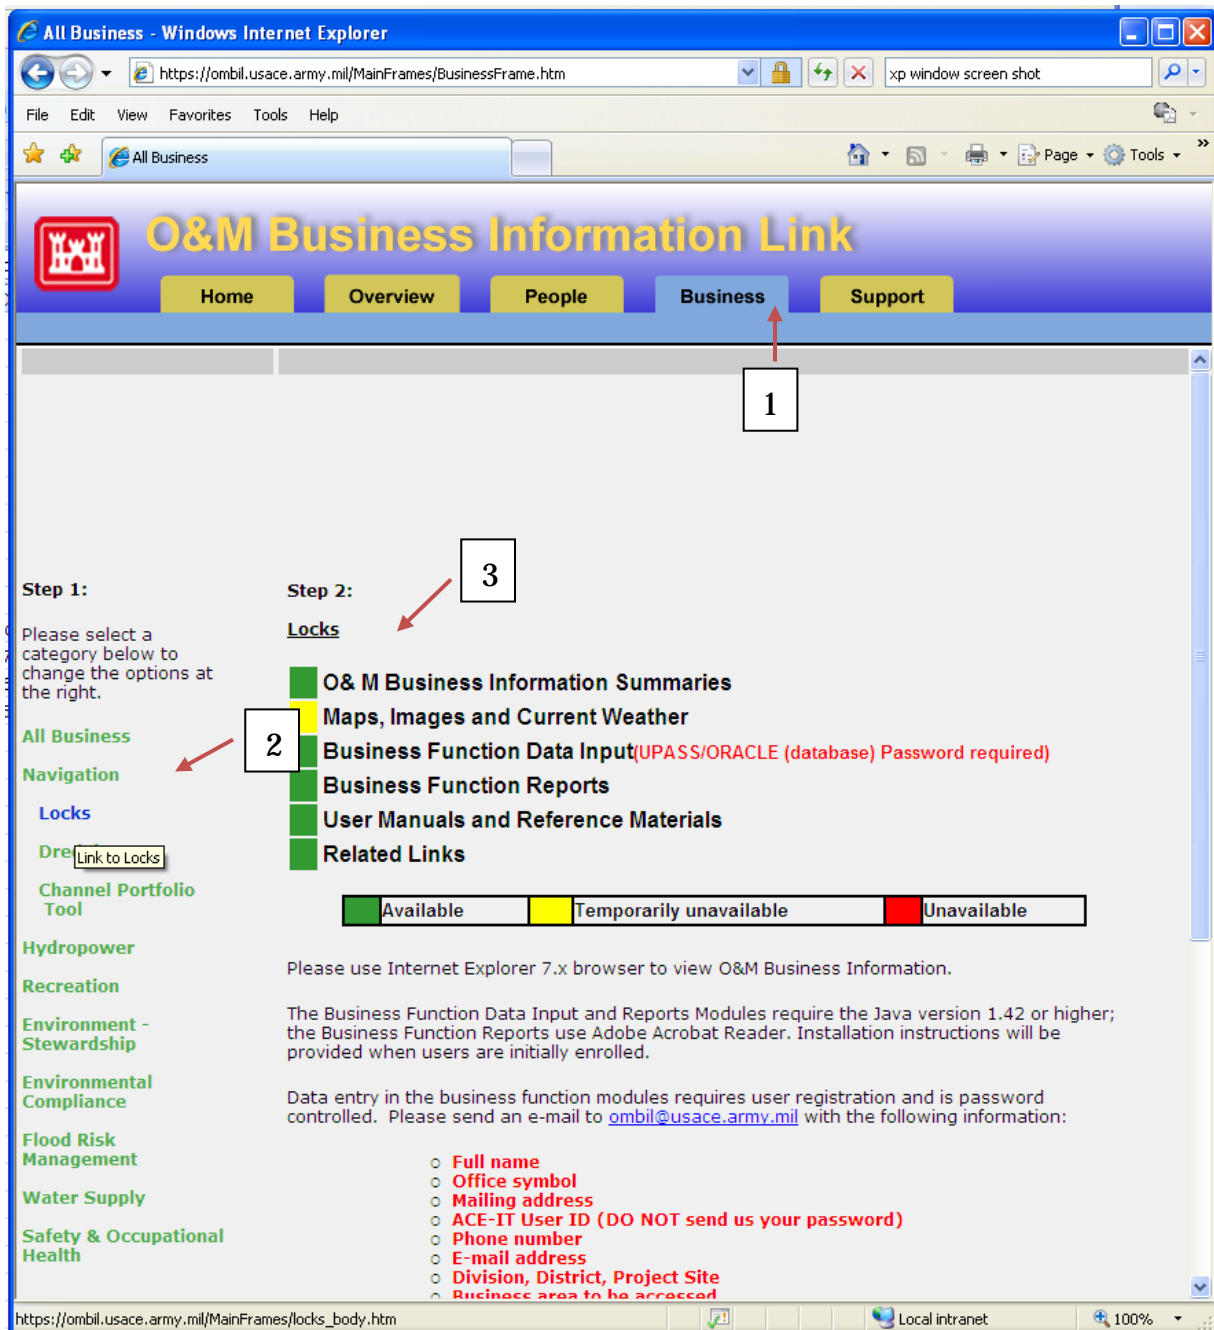 All Business - Windows Internet Explorer
https://ombil.usace.army.mil/MainFrames/BusinessFrame.htm
xp window screen shot
File Edit View Favorites Tools Help
All Business
Page Tools »
O&M Business Information Link
Home Overview People Business Support
1
3
Step 1:
Please select a
category below to
change the options at
the right.
All Business
2
Navigation
Locks
Link to Locks
Channel Portfolio
Tool
Hydropower
Recreation
Environment -
Stewardship
Environmental
Compliance
Flood Risk
Management
Water Supply
Safety & Occupational
Health
Step 2:
Locks
O& M Business Information Summaries
Maps, Images and Current Weather
Business Function Data Input(UPASS/ORACLE (database) Password required)
Business Function Reports
User Manuals and Reference Materials
Related Links
Available Temporarily unavailable Unavailable
Please use Internet Explorer 7.x browser to view O&M Business Information.
The Business Function Data Input and Reports Modules require the Java version 1.42 or higher;
the Business Function Reports use Adobe Acrobat Reader. Installation instructions will be
provided when users are initially enrolled.
Data entry in the business function modules requires user registration and is password
controlled. Please send an e-mail to ombil@usace.army.mil with the following information:
o Full name
o Office symbol
o Mailing address
o ACE-IT User ID (DO NOT send us your password)
o Phone number
o E-mail address
o Division, District, Project Site
o Business area to be accessed
https://ombil.usace.army.mil/MainFrames/locks_body.htm
Local intranet
100%